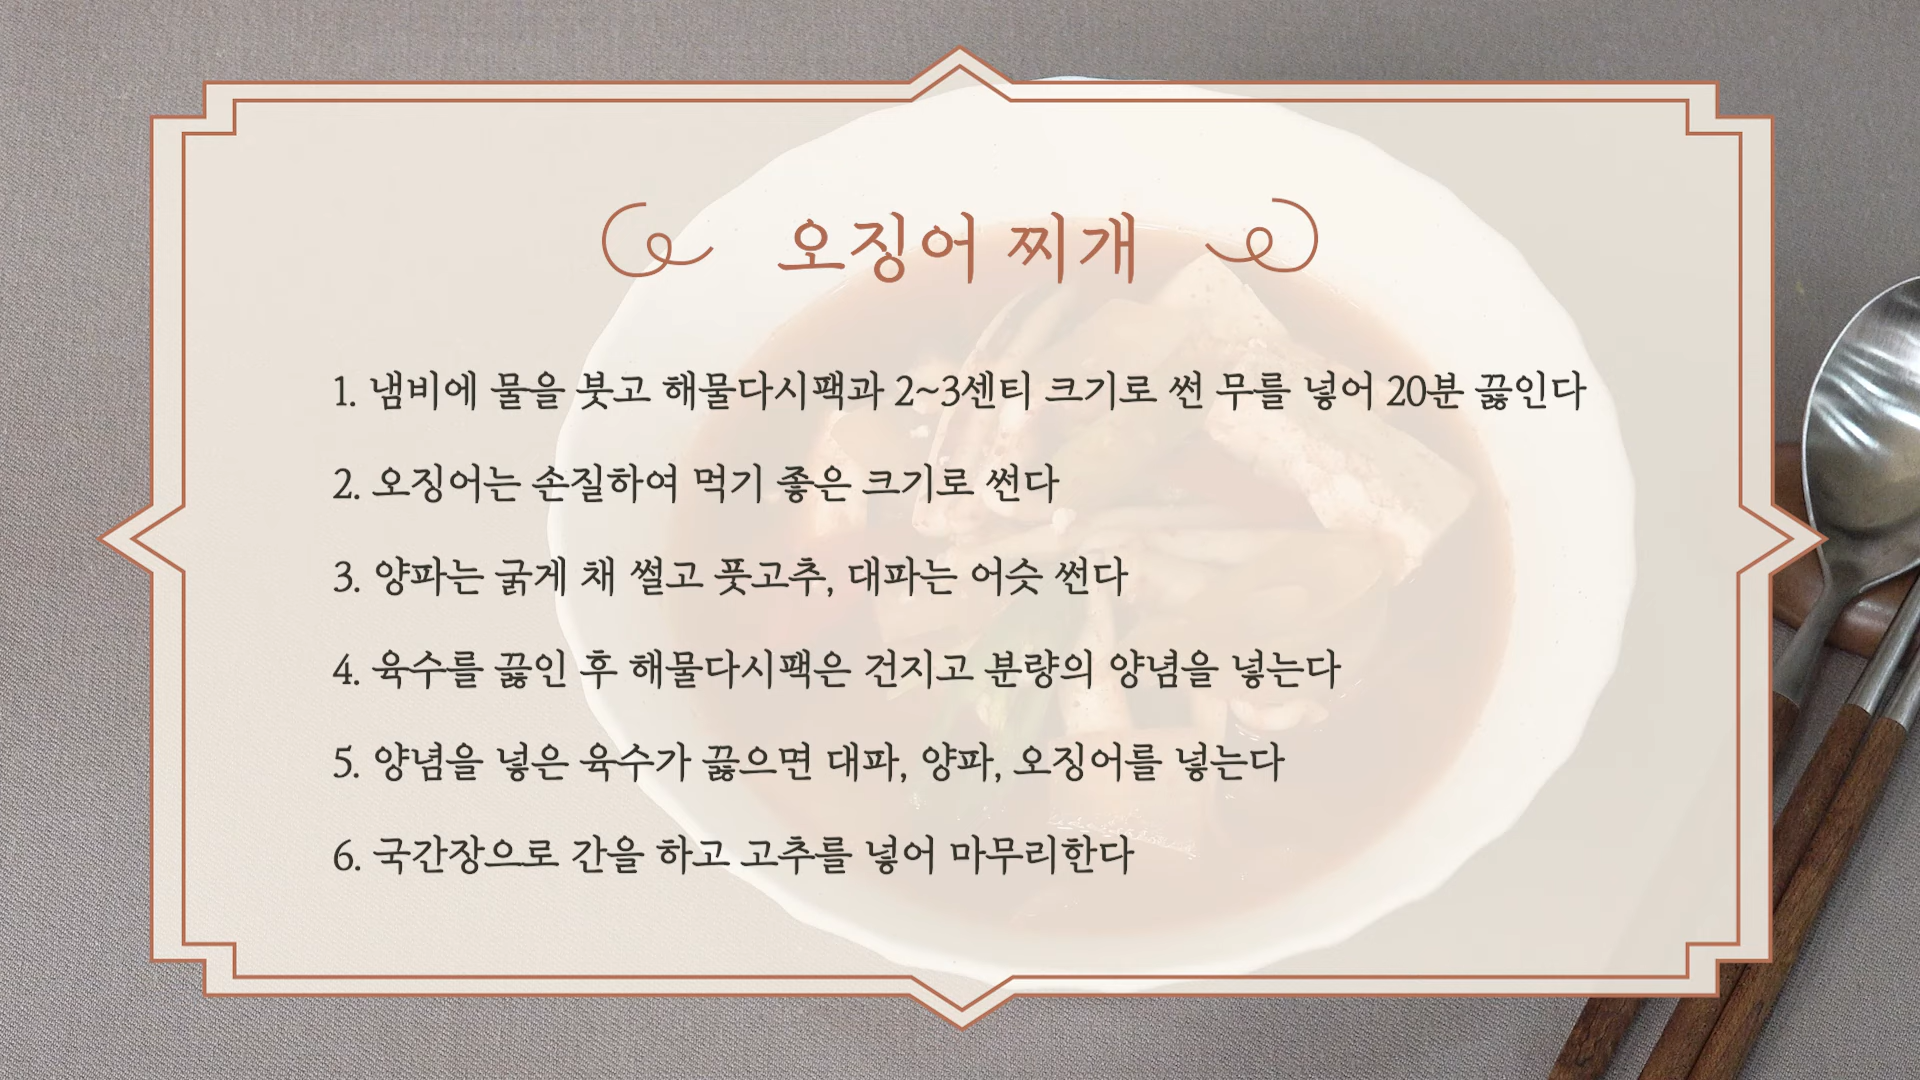 오징어 찌개
1. 냄비에 물을 붓고 해물다시팩과 2~3센티 크기로 썬 무를 넣어 20분 끓인다
2. 오징어는 손질하여 먹기 좋은 크기로 썬다
3. 양파는 굵게 채 썰고 풋고추, 대파는 어슷 썬다
4. 육수를 끓인 후 해물다시팩은 건지고 분량의 양념을 넣는다
5. 양념을 넣은 육수가 끓으면 대파, 양파, 오징어를 넣는다
6. 국간장으로 간을 하고 고추를 넣어 마무리한다